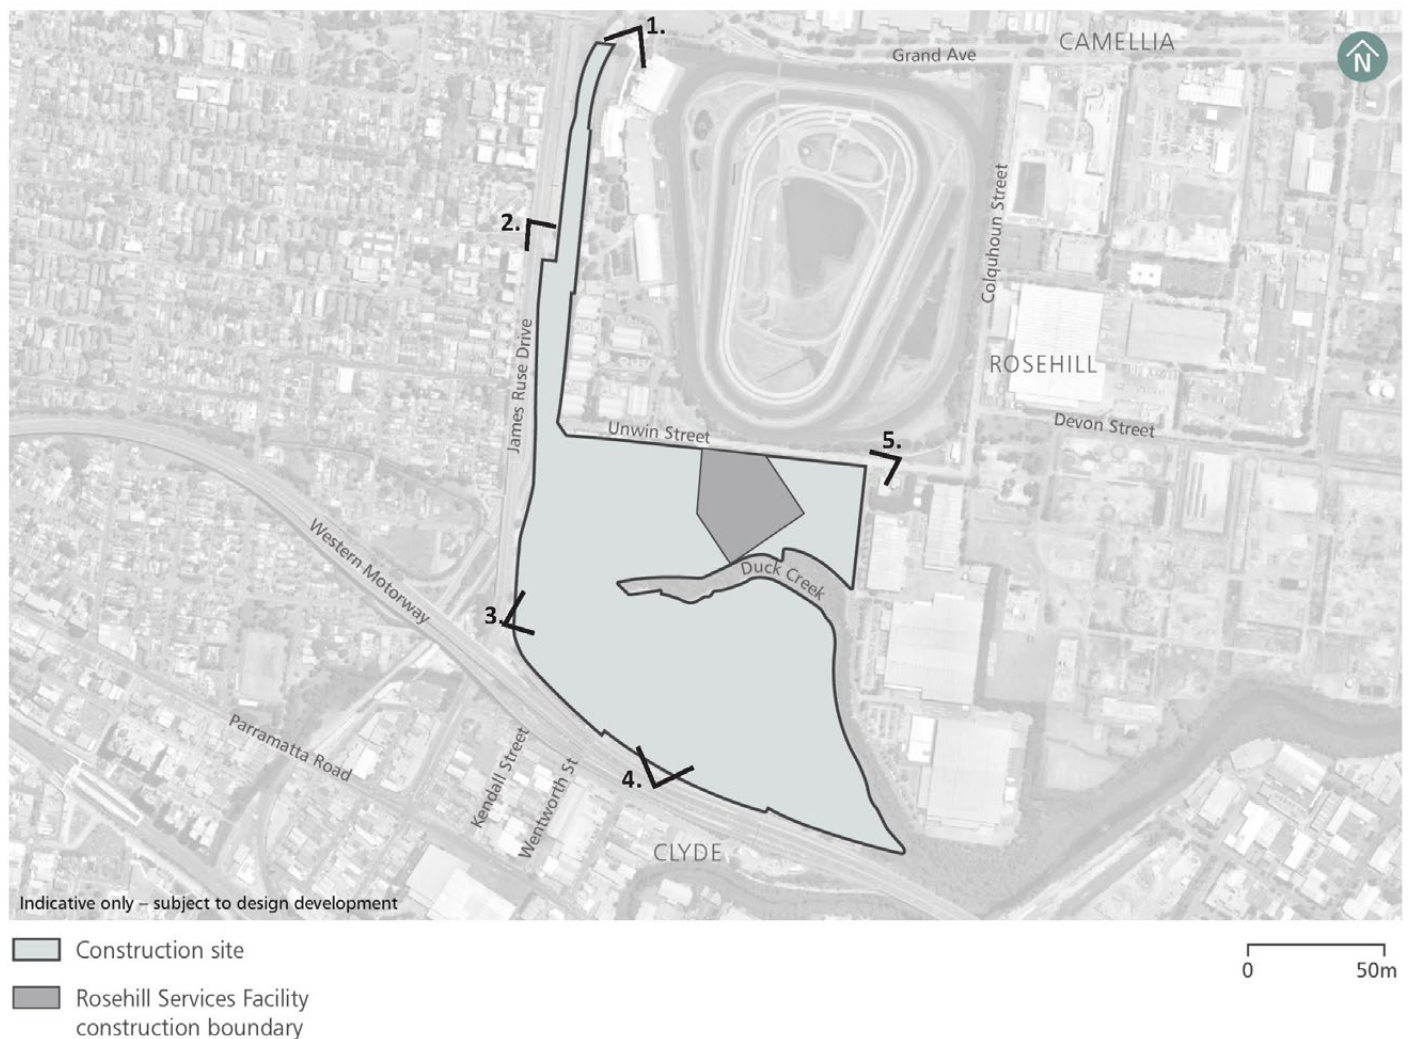 1.
Grand Ave
CAMELLIA
N
Colquhoun Street
2.
James Ruse Drive
ROSEHILL
Devon Street
Unwin Street
5.
Western Motorway
Duck Creek
3.
Parramatta Road
Kendall Street
Wentworth St
4.
CLYDE
Indicative only – subject to design development
Construction site
0 50m
Rosehill Services Facility
construction boundary